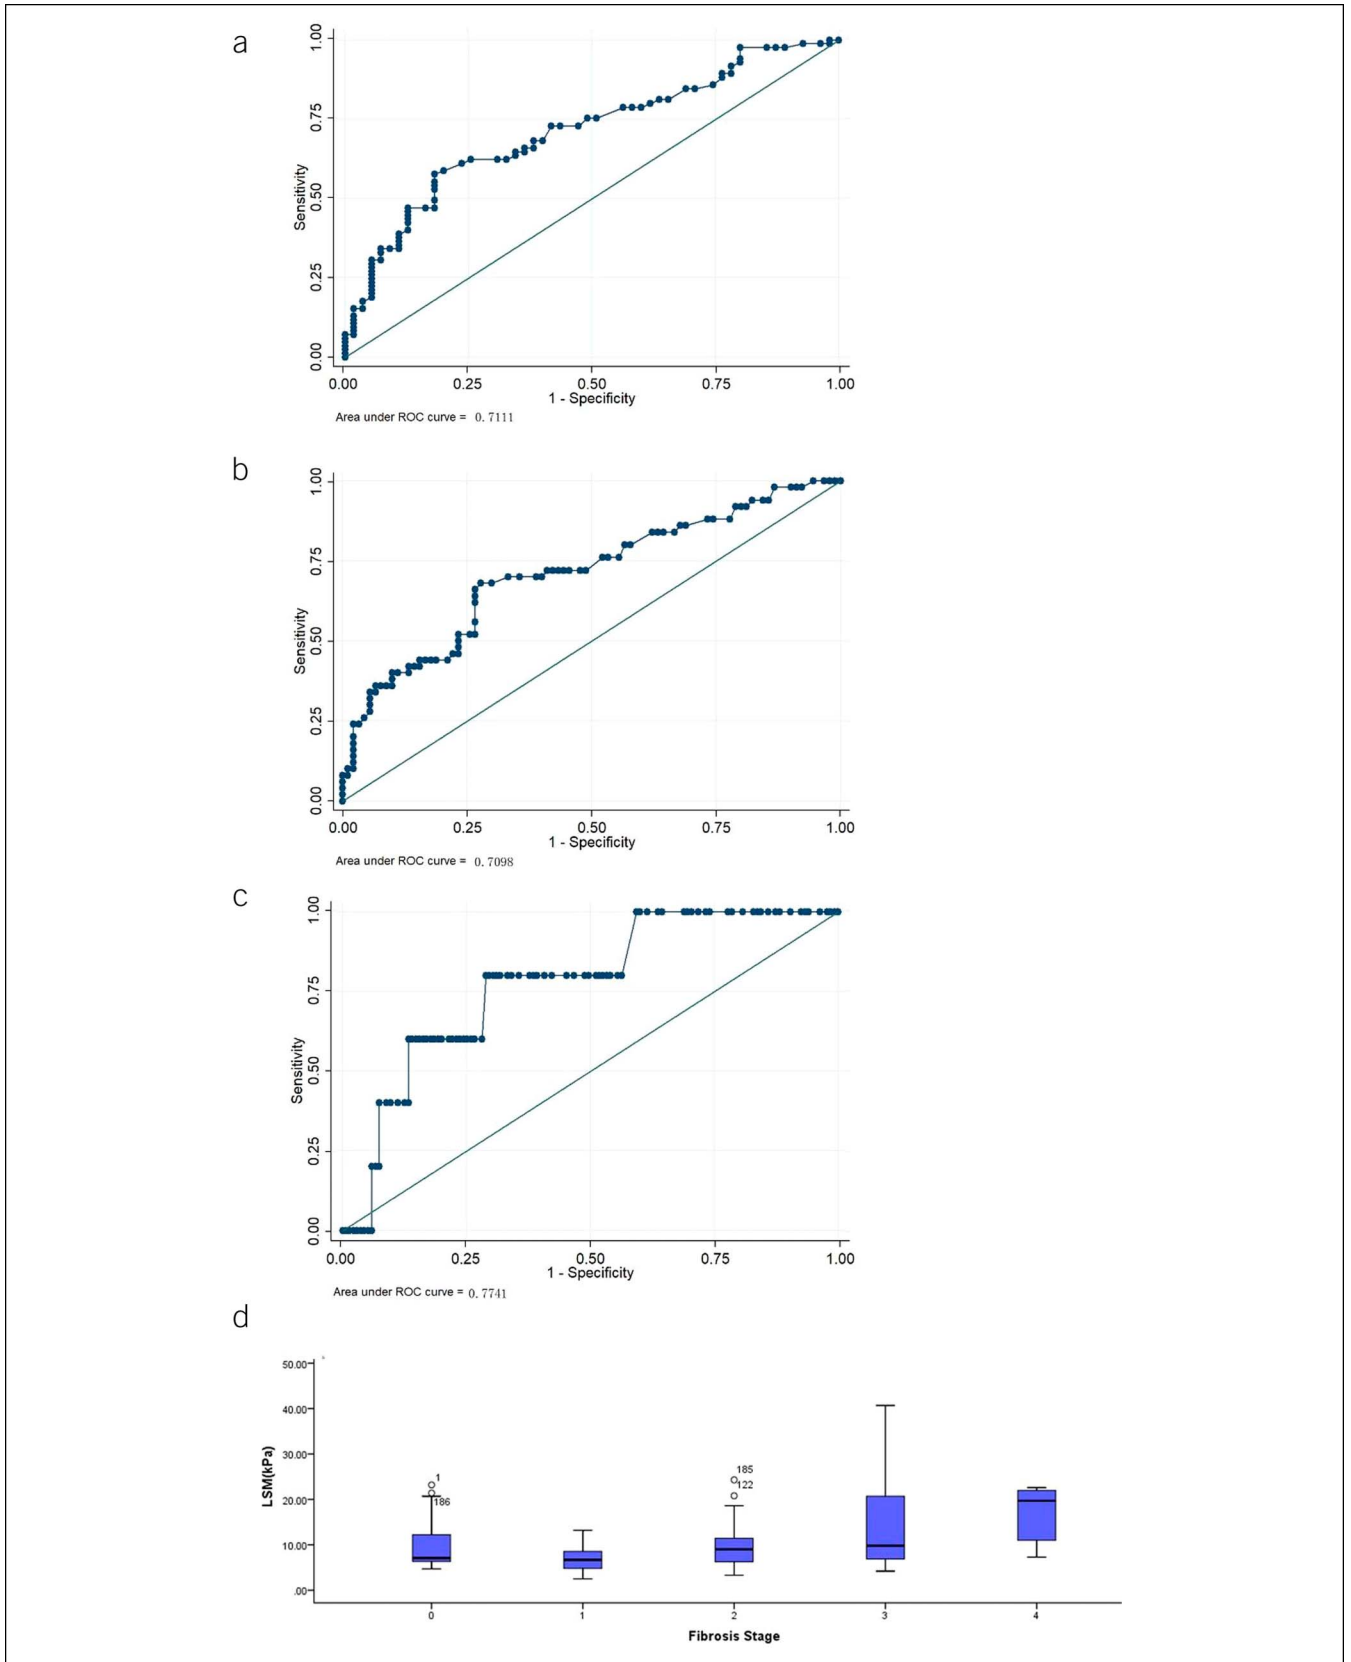 a
1.00
0.75
0.50
0.25
0.00
Sensitivity
0.00 0.25 0.50 0.75 1.00
1 - Specificity
Area under ROC curve = 0.7111
b
1.00
0.75
0.50
0.25
0.00
Sensitivity
0.00 0.25 0.50 0.75 1.00
1 - Specificity
Area under ROC curve = 0.7098
c
1.00
0.75
0.50
0.25
0.00
Sensitivity
0.00 0.25 0.50 0.75 1.00
1 - Specificity
Area under ROC curve = 0.7741
d
50.00
40.00
30.00
20.00
10.00
.00
LSM(kPa)
1
186
185
122
0 1 2 3 4
Fibrosis Stage